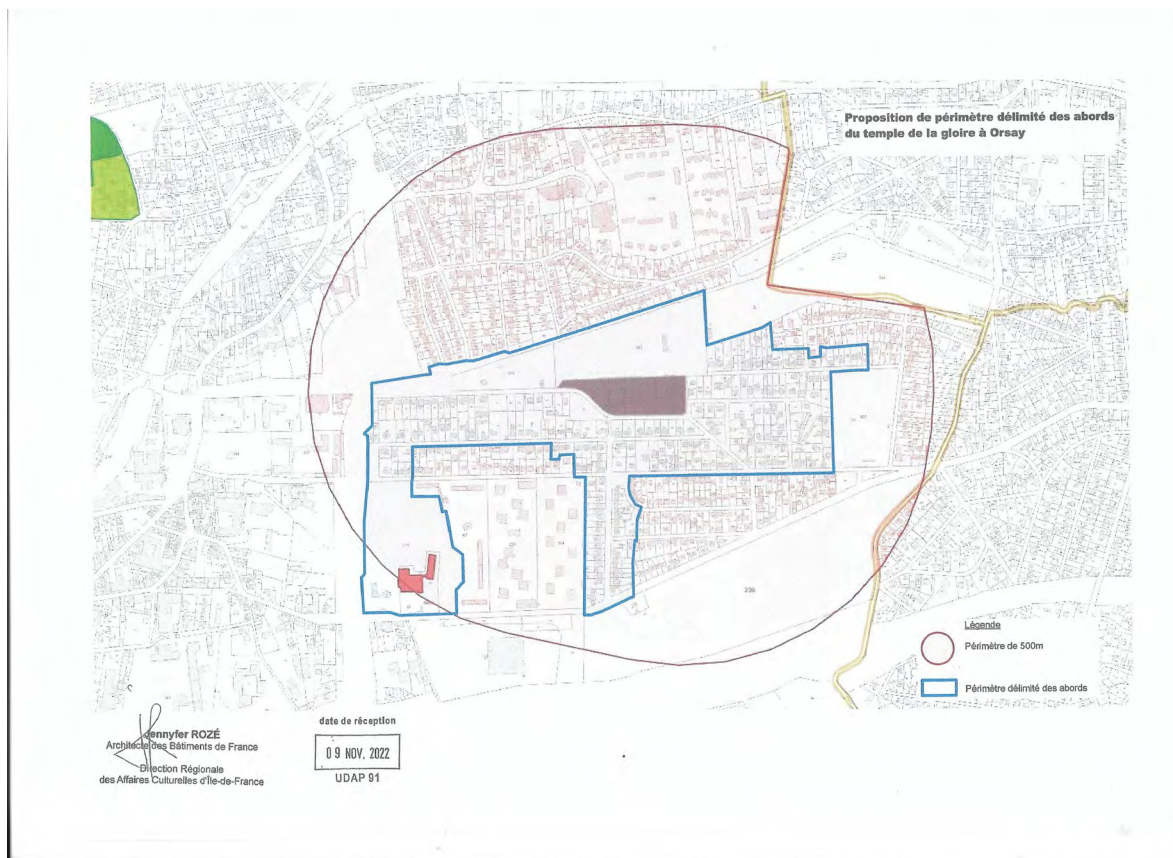 Proposition de périmètre délimité des abords
du temple de la gloire à Orsay
236
Légende
Périmètre de 500m
Périmètre délimité des abords
Jennyfer ROZÉ
Architecte des Bâtiments de France
Direction Régionale
des Affaires Culturelles d'Île-de-France
date de réception
09 NOV. 2022
UDAP 91